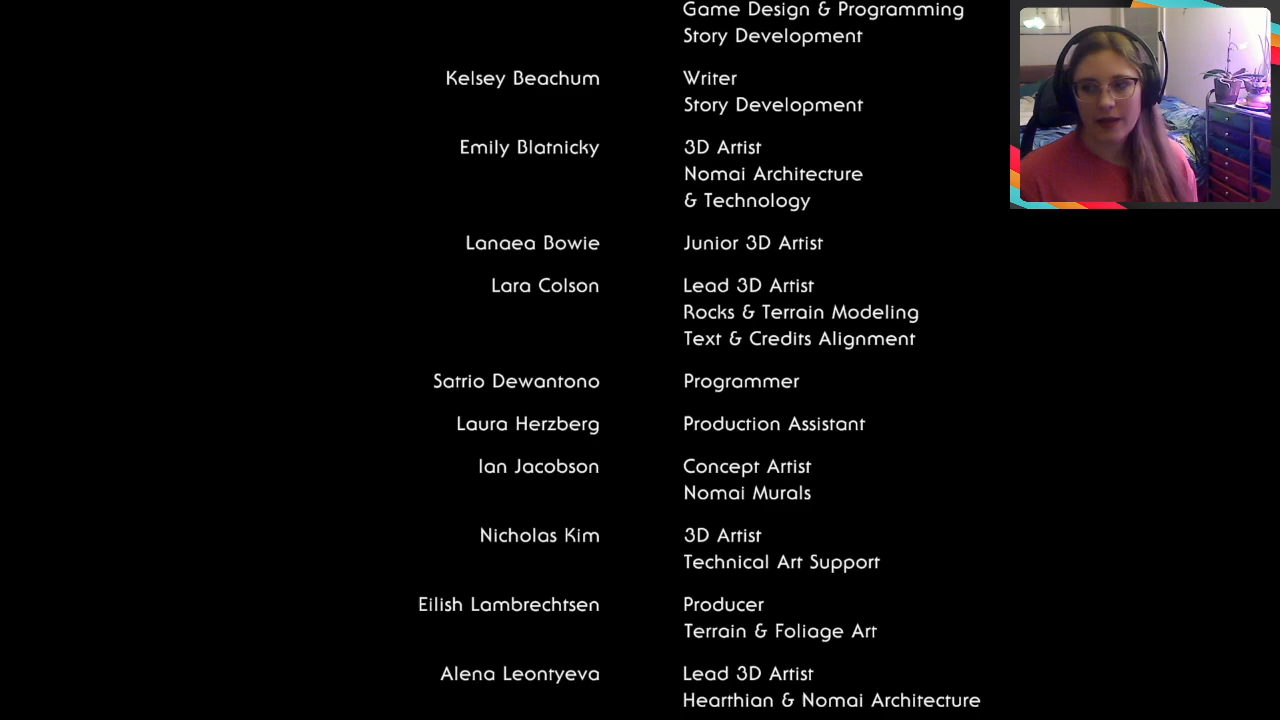 Game Design & Programming
Story Development
Kelsey Beachum Writer
Story Development
Emily Blatnicky 3D Artist
Nomai Architecture
& Technology
Lanaea Bowie Junior 3D Artist
Lara Colson Lead 3D Artist
Rocks & Terrain Modeling
Text & Credits Alignment
Satrio Dewantono Programmer
Laura Herzberg Production Assistant
Ian Jacobson Concept Artist
Nomai Murals
Nicholas Kim 3D Artist
Technical Art Support
Eilish Lambrechtsen Producer
Terrain & Foliage Art
Alena Leontyeva Lead 3D Artist
Hearthian & Nomai Architecture